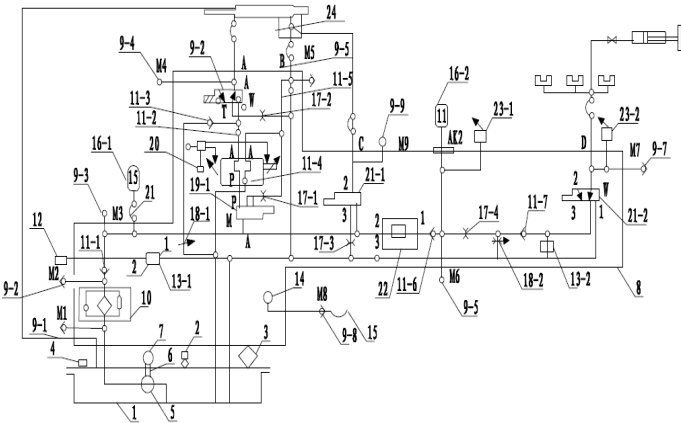 24
9-4
9-2
M4
A
B
M5
9-5
A
11-5
16-2
W
17-2
9-9
11
23-1
11-3
T
11-2
23-2
16-1
20
A
A
11-4
C
M9
AK2
D
M7
9-7
15
9-3
P
19-1
P
17-1
2
21-1
21
M3
18-1
M
3
2
1
11-7
17-4
2
3
1
W
21-2
12
11-1
1
A
17-3
3
22
11-6
M6
18-2
13-2
8
M2
2
13-1
9-2
14
M8
9-5
M1
10
9-8
15
9-1
7
2
3
4
6
1
5